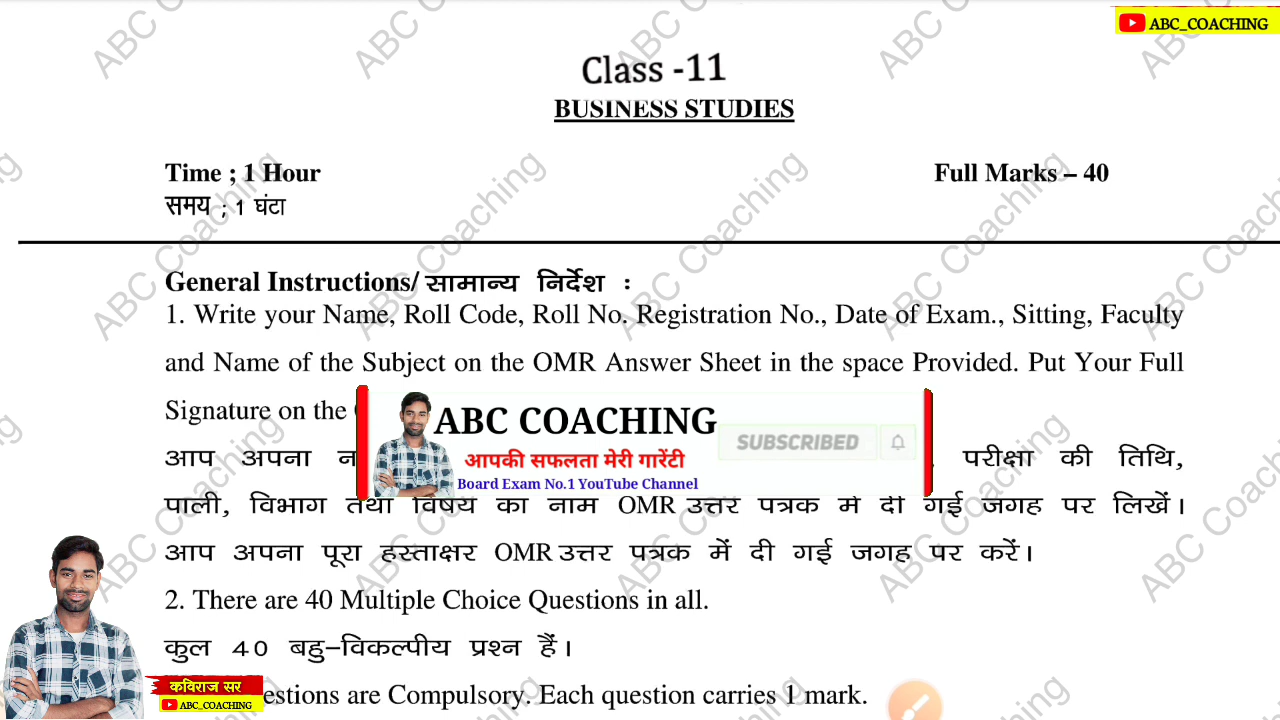 ABC_COACHING
Class -11
BUSINESS STUDIES
Time ; 1 Hour Full Marks – 40
समय ; 1 घंटा
General Instructions/ सामान्य निर्देश :
1. Write your Name, Roll Code, Roll No. Registration No., Date of Exam., Sitting, Faculty
and Name of the Subject on the OMR Answer Sheet in the space Provided. Put Your Full
Signature on the
ABC COACHING
SUBSCRIBED
आपकी सफलता मेरी गारेंटी
Board Exam No.1 YouTube Channel
आप अपना परीक्षा की तिथि,
पाली, विभाग तथा विषय का नाम OMR उत्तर पत्रक में दी गई जगह पर लिखें।
आप अपना पूरा हस्ताक्षर OMR उत्तर पत्रक में दी गई जगह पर करें।
2. There are 40 Multiple Choice Questions in all.
कुल 40 बहु–विकल्पीय प्रश्न हैं।
estions are Compulsory. Each question carries 1 mark.
कविराज सर
ABC_COACHING
ABC Coaching